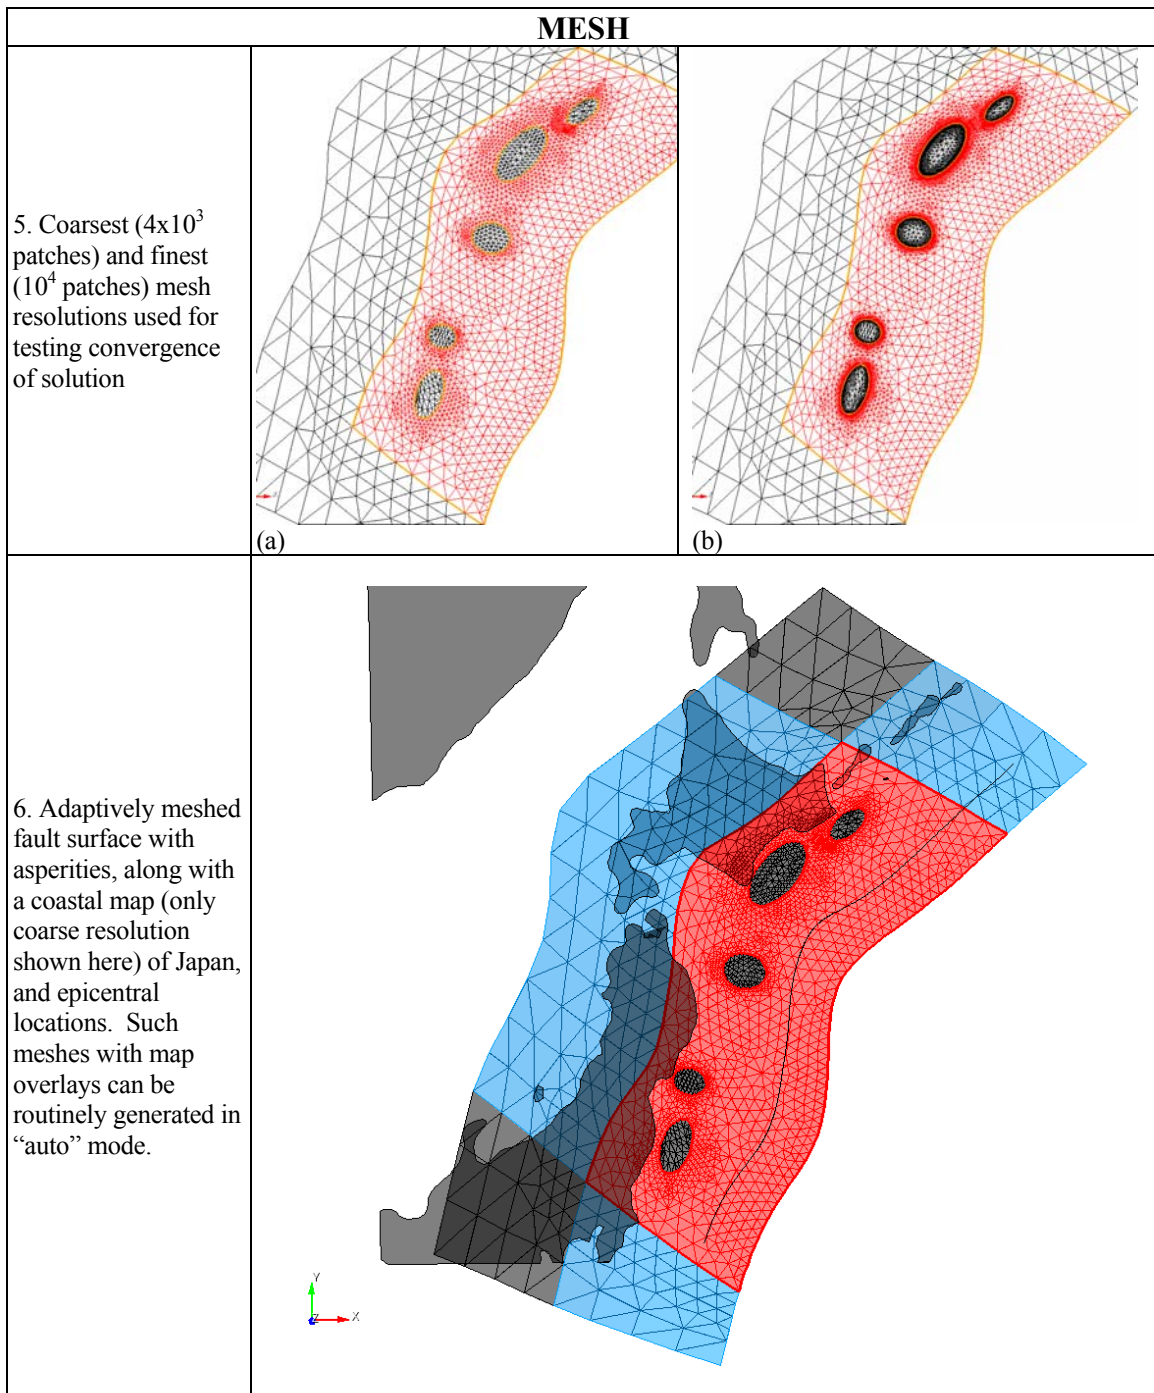 MESH
5. Coarsest (4x10³
patches) and finest
(10⁴ patches) mesh
resolutions used for
testing convergence
of solution
(a)
(b)
6. Adaptively meshed
fault surface with
asperities, along with
a coastal map (only
coarse resolution
shown here) of Japan,
and epicentral
locations. Such
meshes with map
overlays can be
routinely generated in
“auto” mode.
Y
Z
X